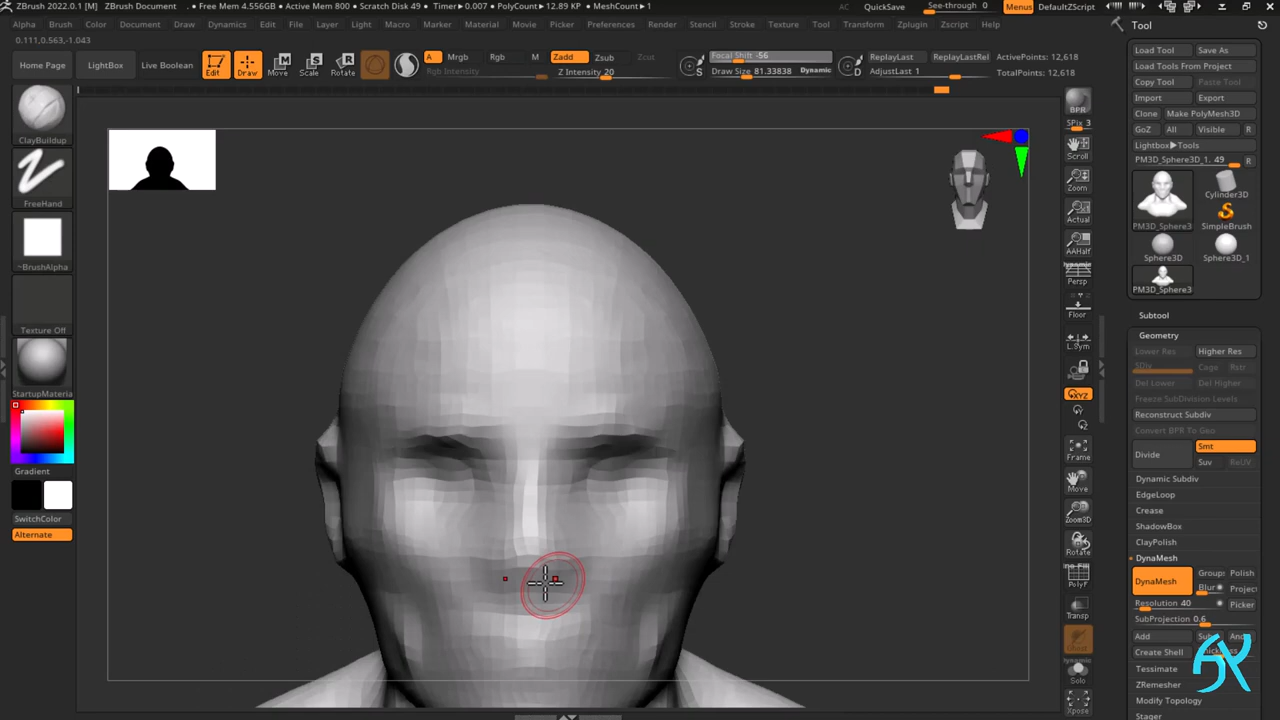 ZBrush 2022.0.1 [M] ZBrush Document • Free Mem 4.556GB • Active Mem 800 • Scratch Disk 49 • Timer▶0.007 • PolyCount▶12.89 KP • MeshCount▶1
AC QuickSave See-through 0 Menus DefaultZScript
Alpha Brush Color Document Draw Dynamics Edit File Layer Light Macro Marker Material Movie Picker Preferences Render Stencil Stroke Texture Tool Transform Zplugin Zscript Help
0.111,0.563,-1.043
Home Page LightBox Live Boolean Edit Draw Move Scale Rotate
A Mrgb Rgb M Zadd Zsub Zcut
Rgb Intensity Z Intensity 20
Focal Shift -56
Draw Size 81.33838 Dynamic
S D
ReplayLast ReplayLastRel
AdjustLast 1
ActivePoints: 12,618
TotalPoints: 12,618
ClayBuildup
FreeHand
~BrushAlpha
Texture Off
StartupMateria
Gradient
SwitchColor
Alternate
BPR
SPix 3
Scroll
Zoom
Actual
AAHalf
Dynamic
Persp
Floor
L.Sym
XYZ
Frame
Move
Zoom3D
Rotate
PolyF
Transp
Ghost
Dynamic
Solo
Xpose
Tool
Load Tool Save As
Load Tools From Project
Copy Tool Paste Tool
Import Export
Clone Make PolyMesh3D
GoZ All Visible R
Lightbox▶Tools
PM3D_Sphere3D_1. 49 R
PM3D_Sphere3
Cylinder3D
SimpleBrush
Sphere3D Sphere3D_1
PM3D_Sphere3
Subtool
Geometry
Lower Res Higher Res
SDiv Cage Rstr
Del Lower Del Higher
Freeze SubDivision Levels
Reconstruct Subdiv
Convert BPR To Geo
Divide Smt
Suv ReUV
Dynamic Subdiv
EdgeLoop
Crease
ShadowBox
ClayPolish
DynaMesh
DynaMesh Groups Polish
Blur Project
Resolution 40 Picker
SubProjection 0.6
Add Sub And
Create Shell
Tessimate
ZRemesher
Modify Topology
Stager